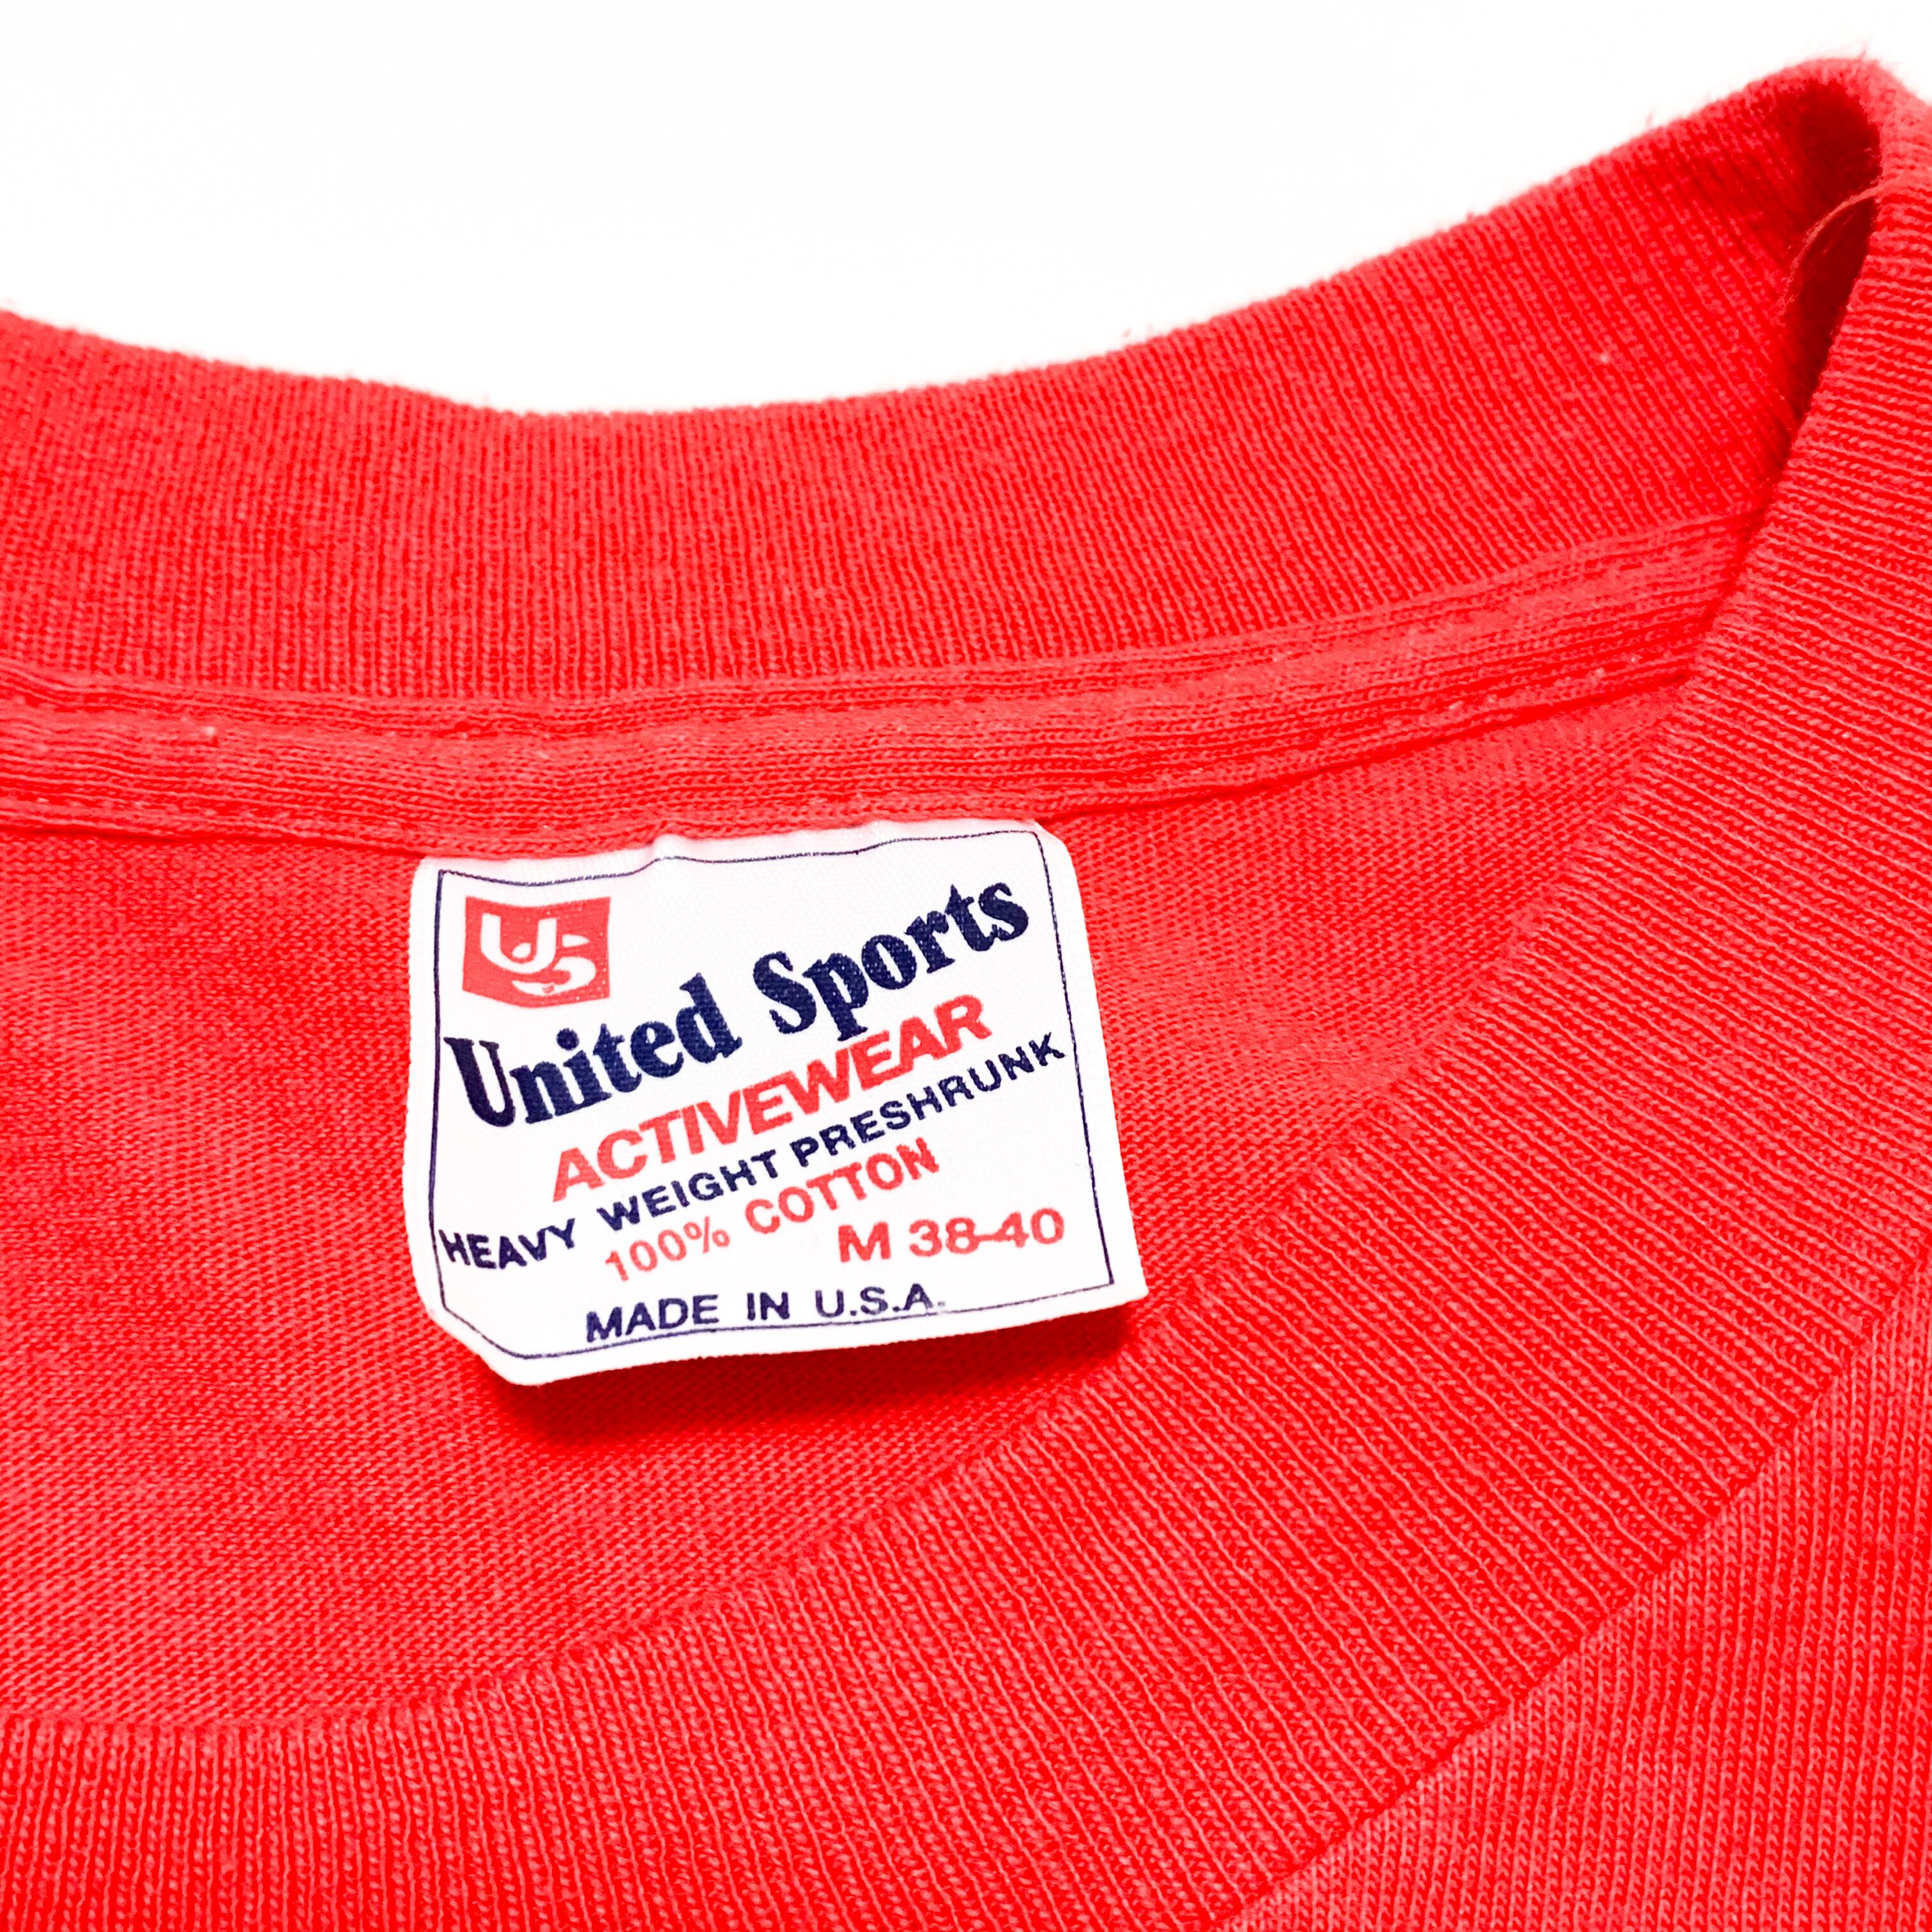 US
United Sports
ACTIVEWEAR
HEAVY WEIGHT PRESHRUNK
100% COTTON
M 38-40
MADE IN U.S.A.